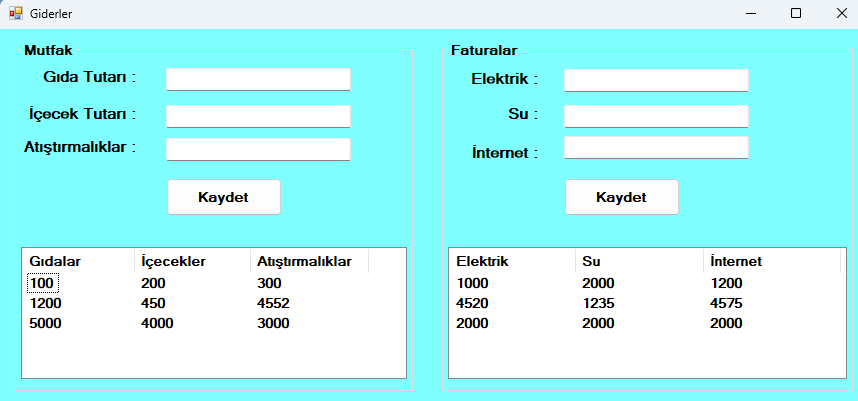 Giderler
Mutfak
Gıda Tutarı :
İçecek Tutarı :
Atıştırmalıklar :
Kaydet
Gıdalar İçecekler Atıştırmalıklar
100 200 300
1200 450 4552
5000 4000 3000
Faturalar
Elektrik :
Su :
İnternet :
Kaydet
Elektrik Su İnternet
1000 2000 1200
4520 1235 4575
2000 2000 2000